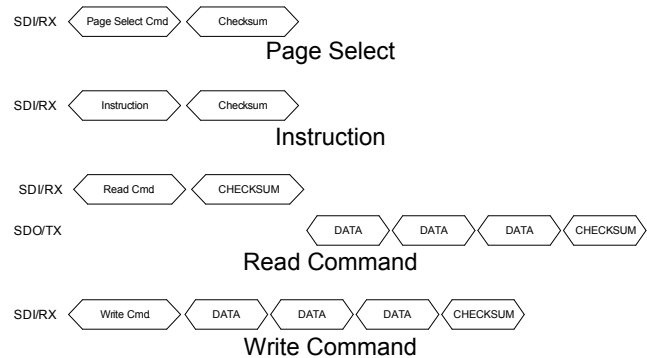 SDI/RX Page Select Cmd Checksum
Page Select
SDI/RX Instruction Checksum
Instruction
SDI/RX Read Cmd CHECKSUM
SDO/TX DATA DATA DATA CHECKSUM
Read Command
SDI/RX Write Cmd DATA DATA DATA CHECKSUM
Write Command